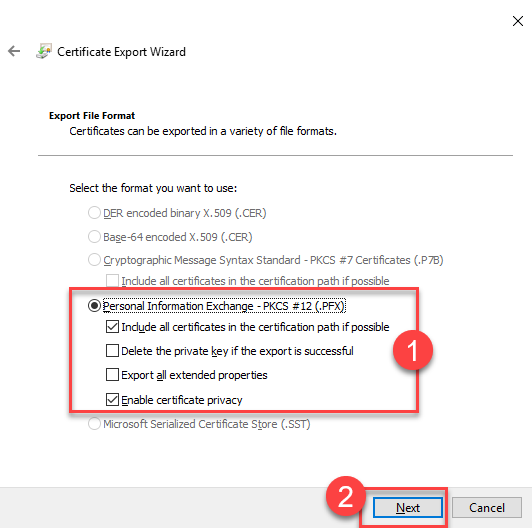 Certificate Export Wizard
Export File Format
Certificates can be exported in a variety of file formats.
Select the format you want to use:
DER encoded binary X.509 (.CER)
Base-64 encoded X.509 (.CER)
Cryptographic Message Syntax Standard - PKCS #7 Certificates (.P7B)
Include all certificates in the certification path if possible
Personal Information Exchange - PKCS #12 (.PFX)
Include all certificates in the certification path if possible
1
Delete the private key if the export is successful
Export all extended properties
Enable certificate privacy
Microsoft Serialized Certificate Store (.SST)
2 Next Cancel